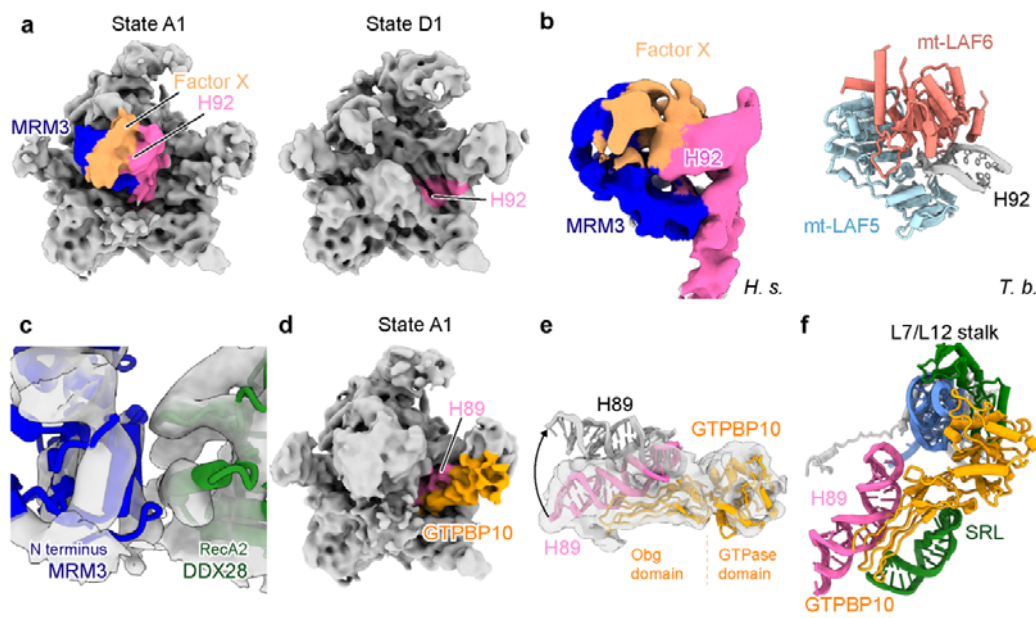 a
State A1
Factor X
H92
MRM3
State D1
H92
b
Factor X
H92
MRM3
H. s.
mt-LAF6
mt-LAF5
H92
T. b.
c
N terminus
MRM3
RecA2
DDX28
d
State A1
H89
GTPBP10
e
H89
GTPBP10
H89
Obg
domain
GTPase
domain
f
L7/L12 stalk
H89
SRL
GTPBP10